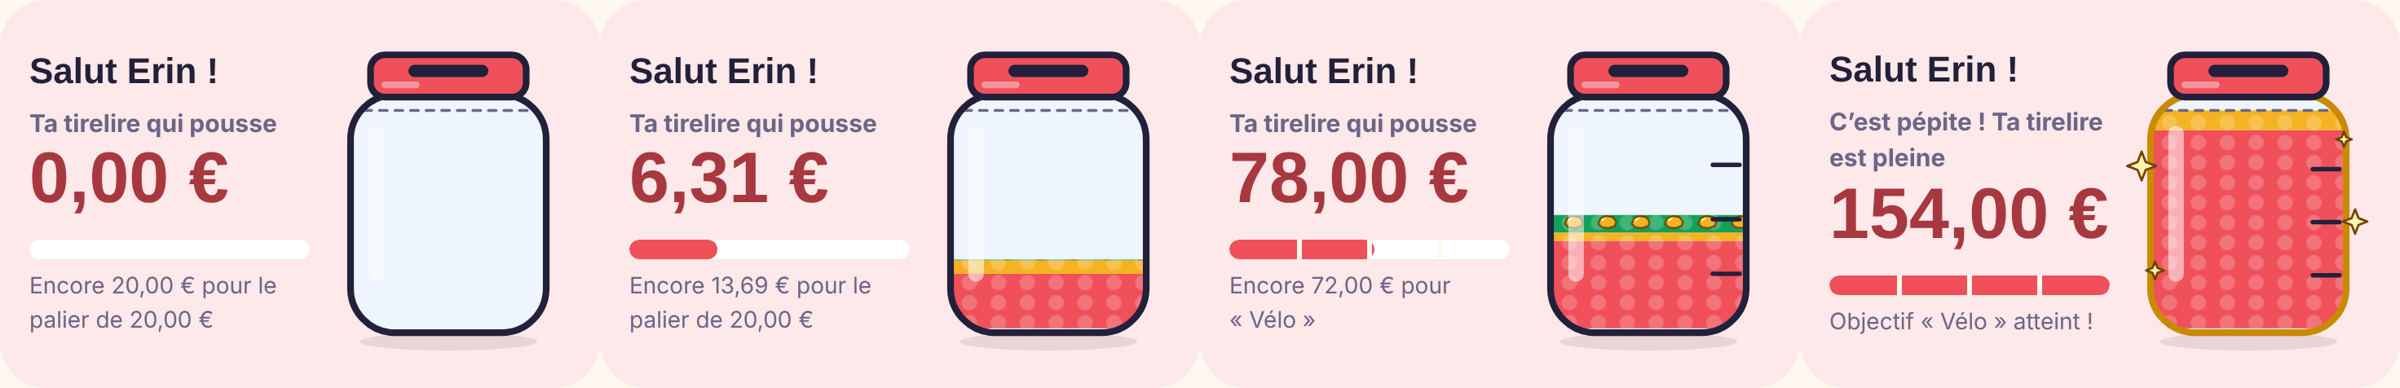 Salut Erin !
Ta tirelire qui pousse
0,00 €
Encore 20,00 € pour le
palier de 20,00 €
Salut Erin !
Ta tirelire qui pousse
6,31 €
Encore 13,69 € pour le
palier de 20,00 €
Salut Erin !
Ta tirelire qui pousse
78,00 €
Encore 72,00 € pour
« Vélo »
Salut Erin !
C’est pépite ! Ta tirelire
est pleine
154,00 €
Objectif « Vélo » atteint !